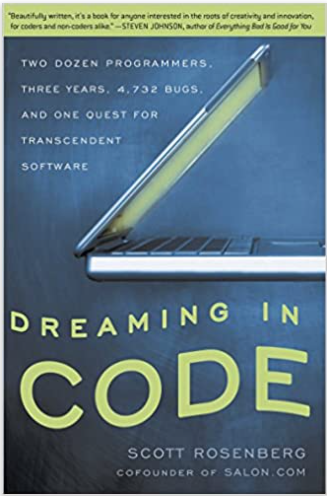 "Beautifully written, it's a book for anyone interested in the roots of creativity and innovation,
for coders and non-coders alike." —STEVEN JOHNSON, author of Everything Bad Is Good for You
TWO DOZEN PROGRAMMERS,
THREE YEARS, 4,732 BUGS,
AND ONE QUEST FOR
TRANSCENDENT
SOFTWARE
DREAMING IN
CODE
SCOTT ROSENBERG
COFOUNDER OF SALON.COM